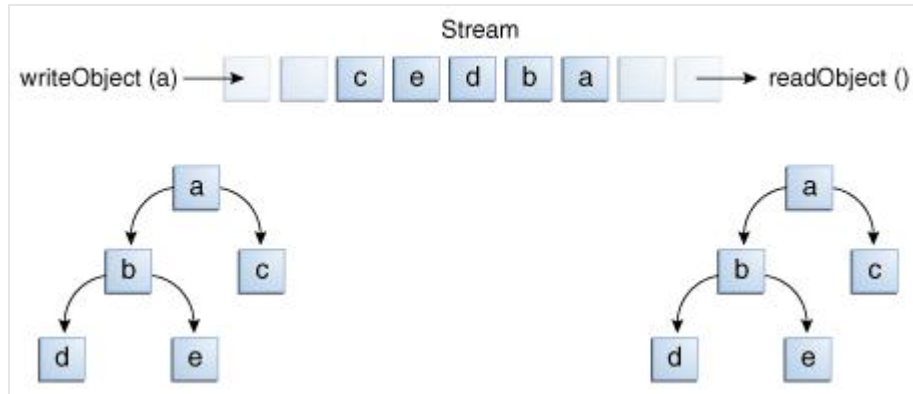 Stream
writeObject (a) c e d b a readObject ()
a a
b c b c
d e d e